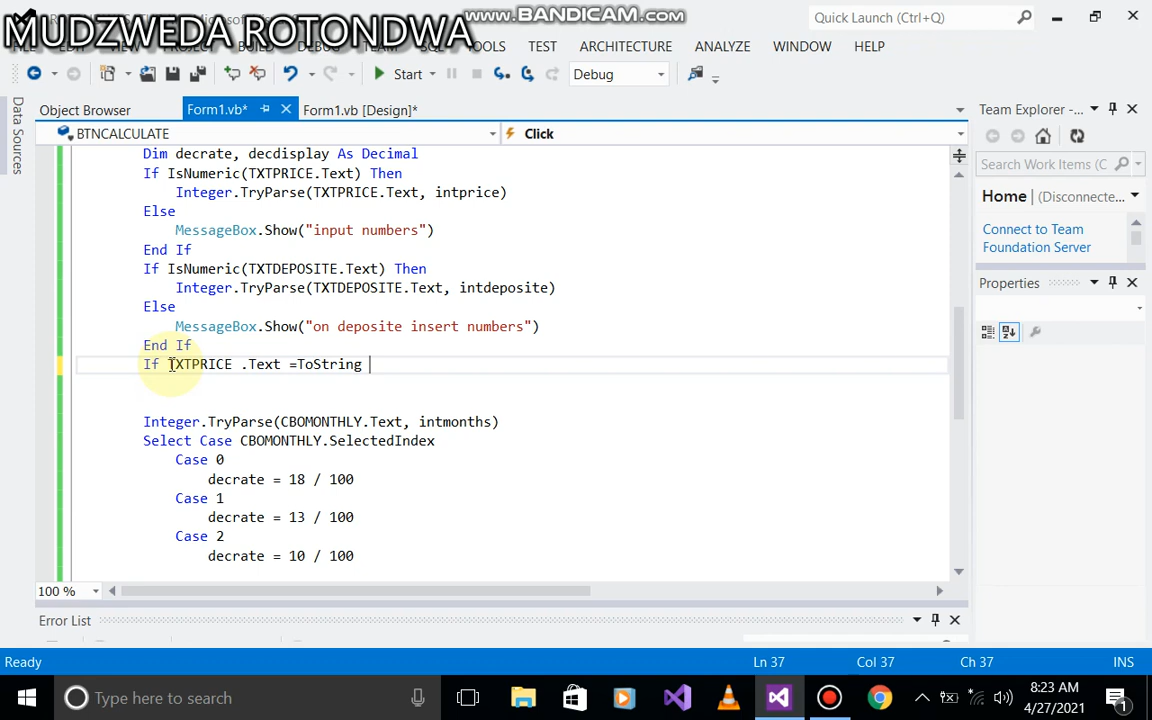 www.BANDICAM.com
MUDZWEDA ROTONDWA
Quick Launch (Ctrl+Q)
TOOLS TEST ARCHITECTURE ANALYZE WINDOW HELP
Start Debug
Object Browser Form1.vb* Form1.vb [Design]*
Data Sources
BTNCALCULATE Click
Dim decrate, decdisplay As Decimal
If IsNumeric(TXTPRICE.Text) Then
Integer.TryParse(TXTPRICE.Text, intprice)
Else
MessageBox.Show("input numbers")
End If
If IsNumeric(TXTDEPOSITE.Text) Then
Integer.TryParse(TXTDEPOSITE.Text, intdeposite)
Else
MessageBox.Show("on deposite insert numbers")
End If
If TXTPRICE .Text =ToString
Integer.TryParse(CBOMONTHLY.Text, intmonths)
Select Case CBOMONTHLY.SelectedIndex
Case 0
decrate = 18 / 100
Case 1
decrate = 13 / 100
Case 2
decrate = 10 / 100
100 %
Error List
Team Explorer -...
Search Work Items (C
Home | (Disconnecte...
Connect to Team
Foundation Server
Properties
Ready Ln 37 Col 37 Ch 37 INS
Type here to search
8:23 AM
4/27/2021
1